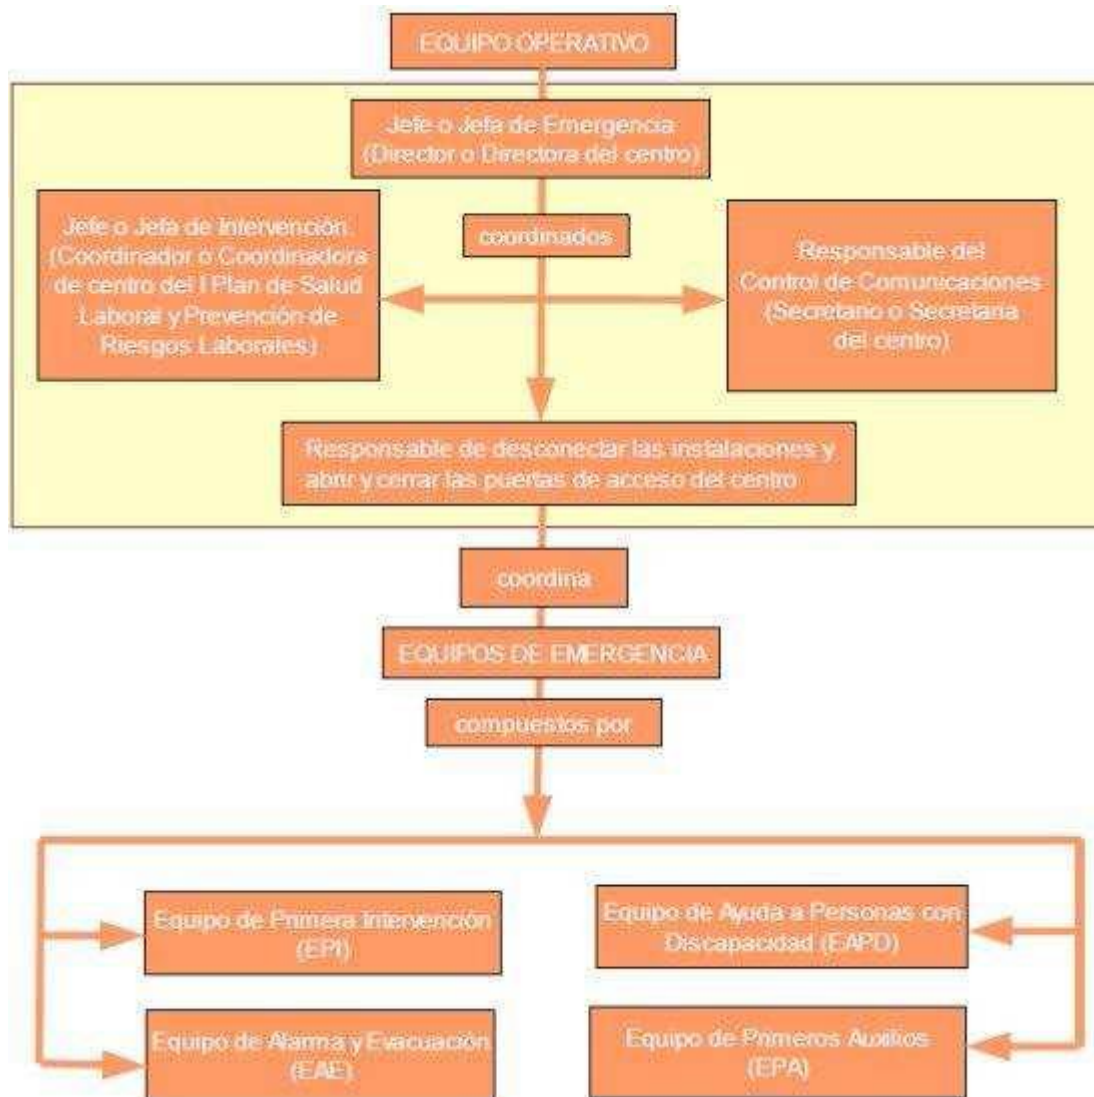 EQUIPO OPERATIVO
Jefe o Jefa de Emergencia
(Director o Directora del centro)
coordinados
Jefe o Jefa de Intervención
(Coordinador o Coordinadora
de centro del I Plan de Salud
Laboral y Prevención de
Riesgos Laborales)
Responsable del
Control de Comunicaciones
(Secretario o Secretaria
del centro)
Responsable de desconectar las instalaciones y
abrir y cerrar las puertas de acceso del centro
coordina
EQUIPOS DE EMERGENCIA
compuestos por
Equipo de Primera Intervención
(EPI)
Equipo de Ayuda a Personas con
Discapacidad (EAPD)
Equipo de Alarma y Evacuación
(EAE)
Equipo de Primeros Auxilios
(EPA)